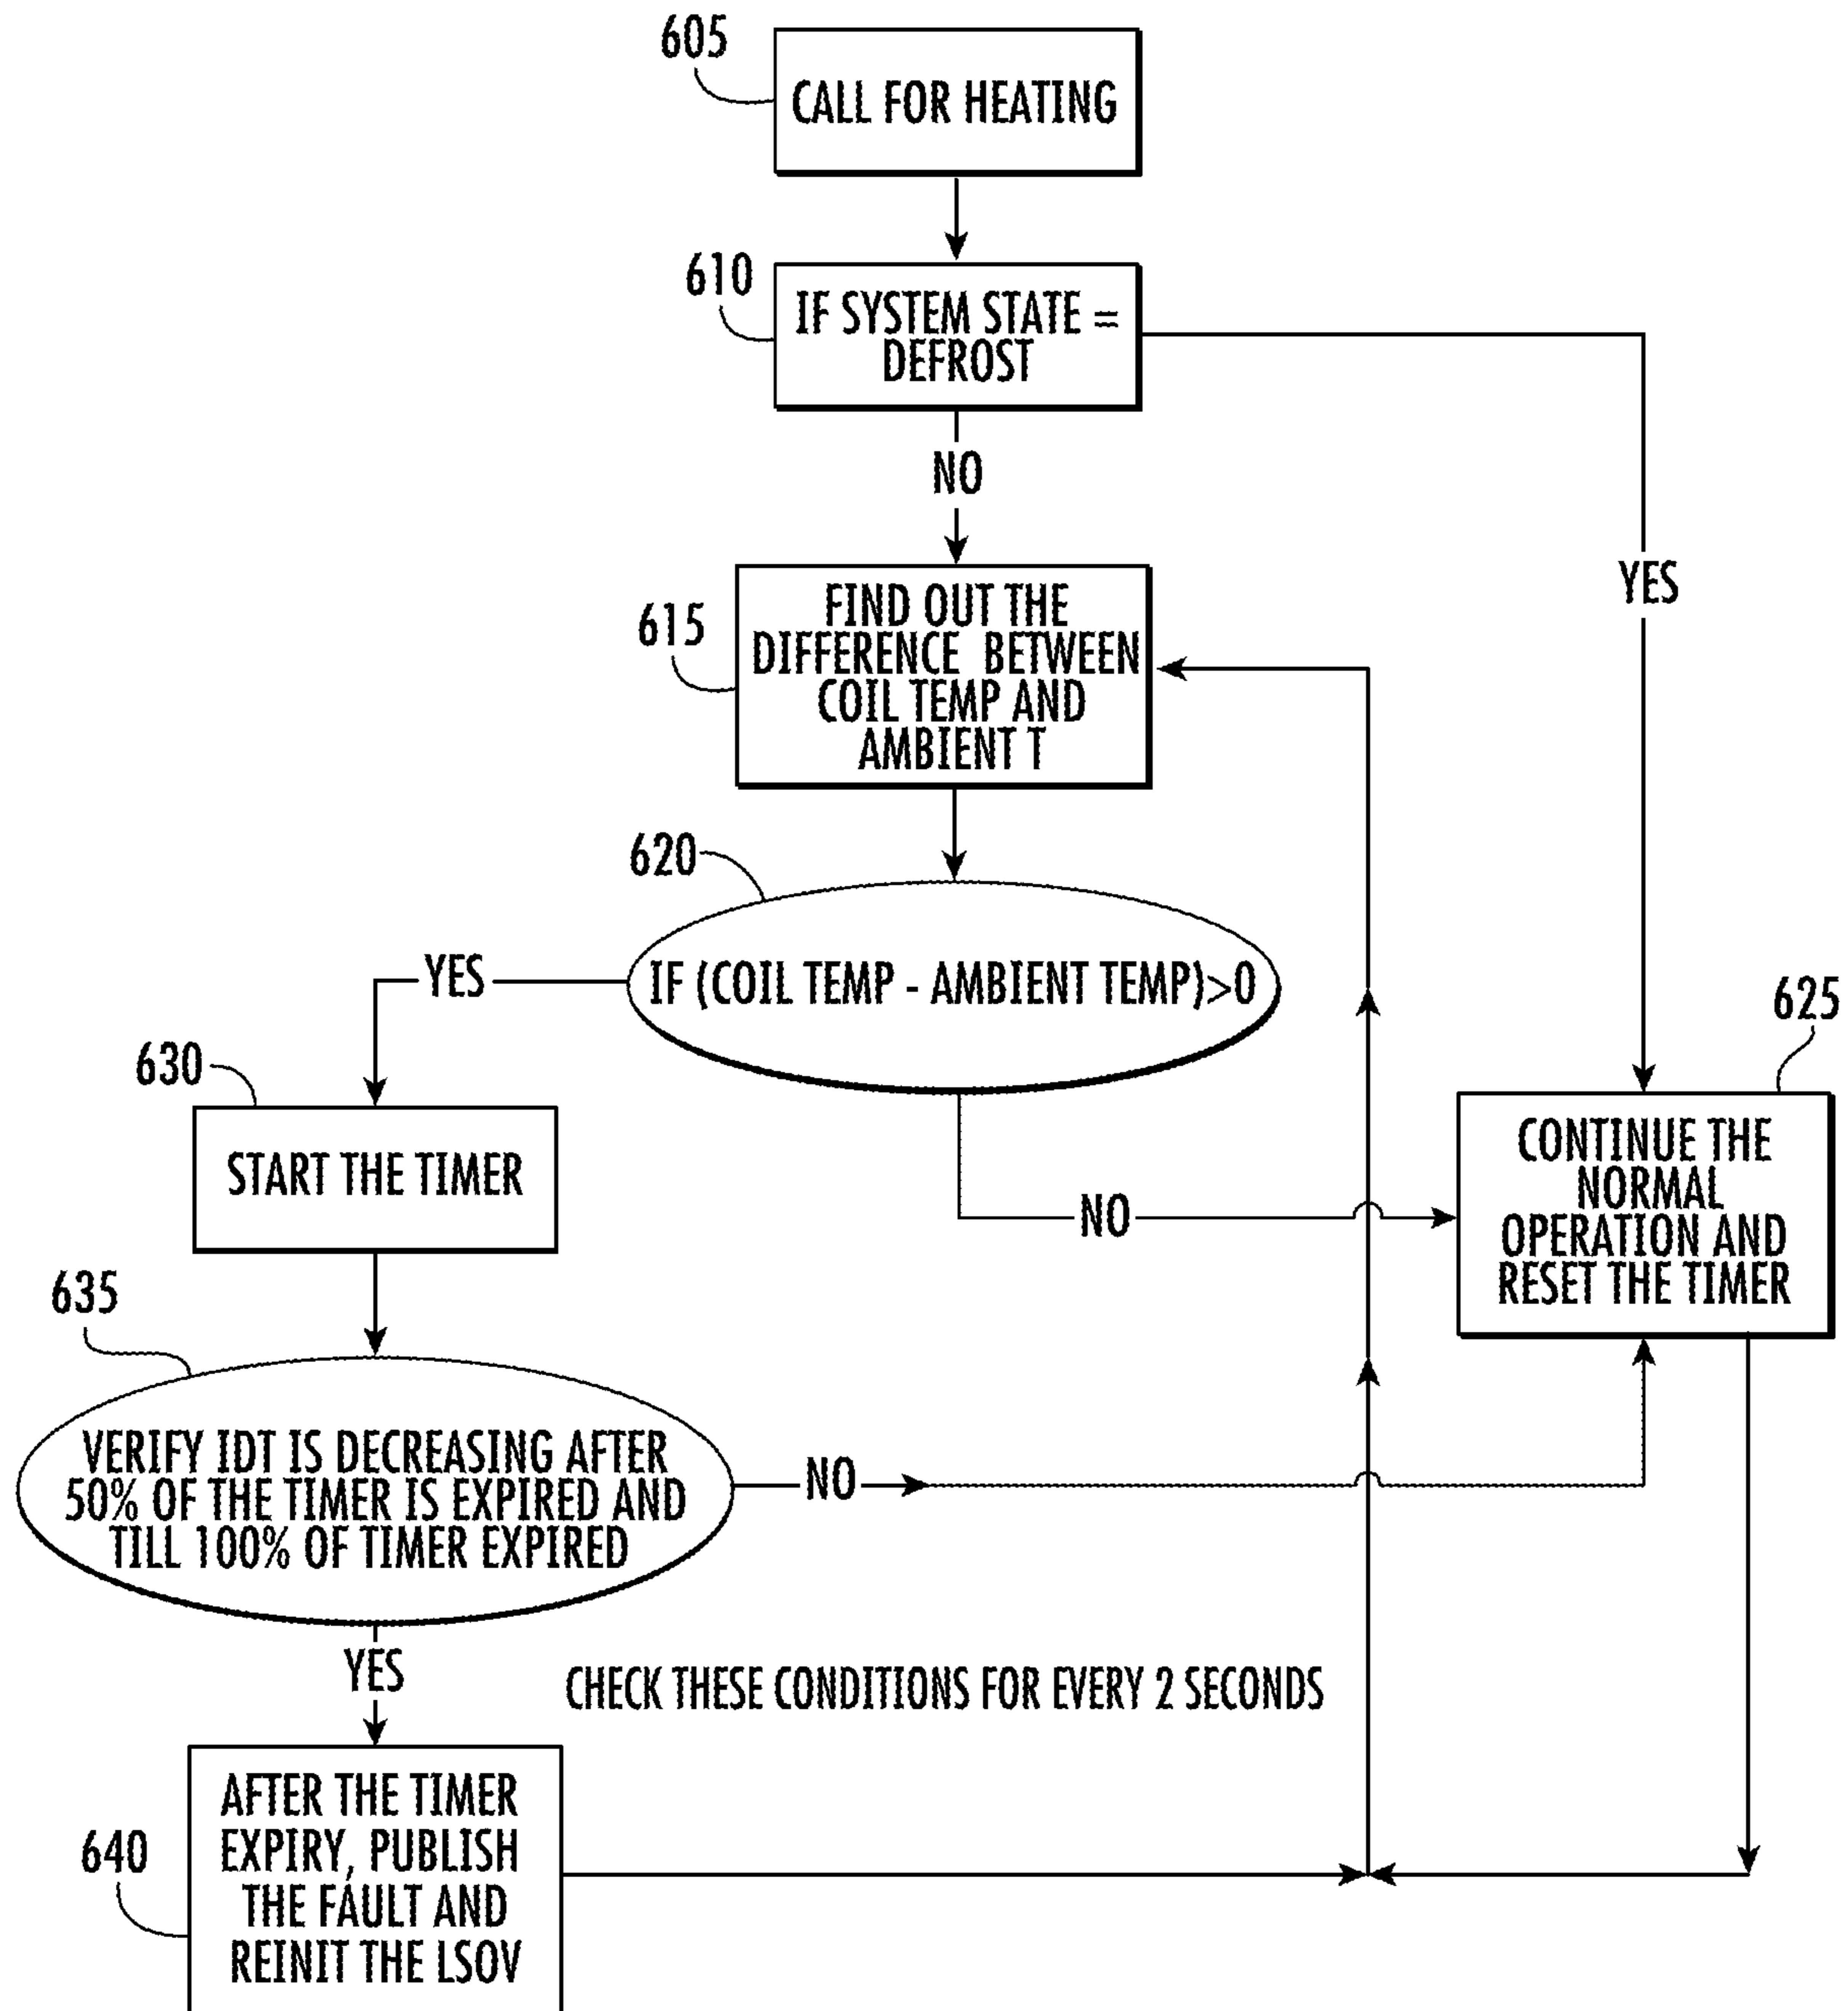 605
CALL FOR HEATING
610
IF SYSTEM STATE =
DEFROST
NO
YES
615
FIND OUT THE
DIFFERENCE BETWEEN
COIL TEMP AND
AMBIENT T
620
IF (COIL TEMP - AMBIENT TEMP)>0
YES
625
CONTINUE THE
NORMAL
OPERATION AND
RESET THE TIMER
630
START THE TIMER
NO
635
VERIFY IDT IS DECREASING AFTER
50% OF THE TIMER IS EXPIRED AND
TILL 100% OF TIMER EXPIRED
NO
YES
CHECK THESE CONDITIONS FOR EVERY 2 SECONDS
640
AFTER THE TIMER
EXPIRY, PUBLISH
THE FAULT AND
REINIT THE LSOV